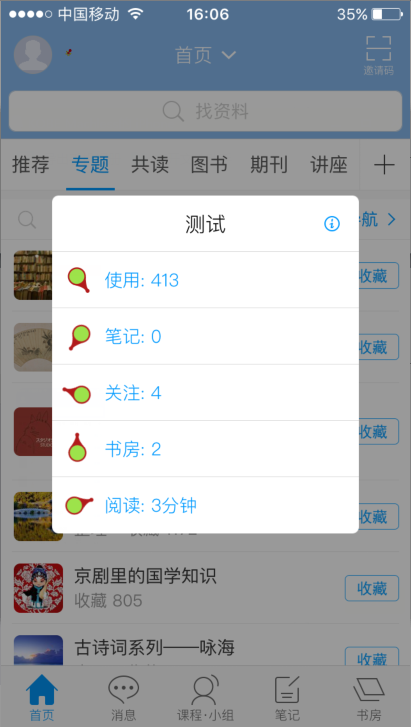 中国移动 16:06 35%
首页
邀请码
找资料
推荐 专题 共读 图书 期刊 讲座
测试
航
使用: 413
收藏
笔记: 0
收藏
关注: 4
书房: 2
收藏
阅读: 3分钟
收藏
京剧里的国学知识
收藏 805
收藏
古诗词系列——咏海
收藏
首页 消息 课程·小组 笔记 书房